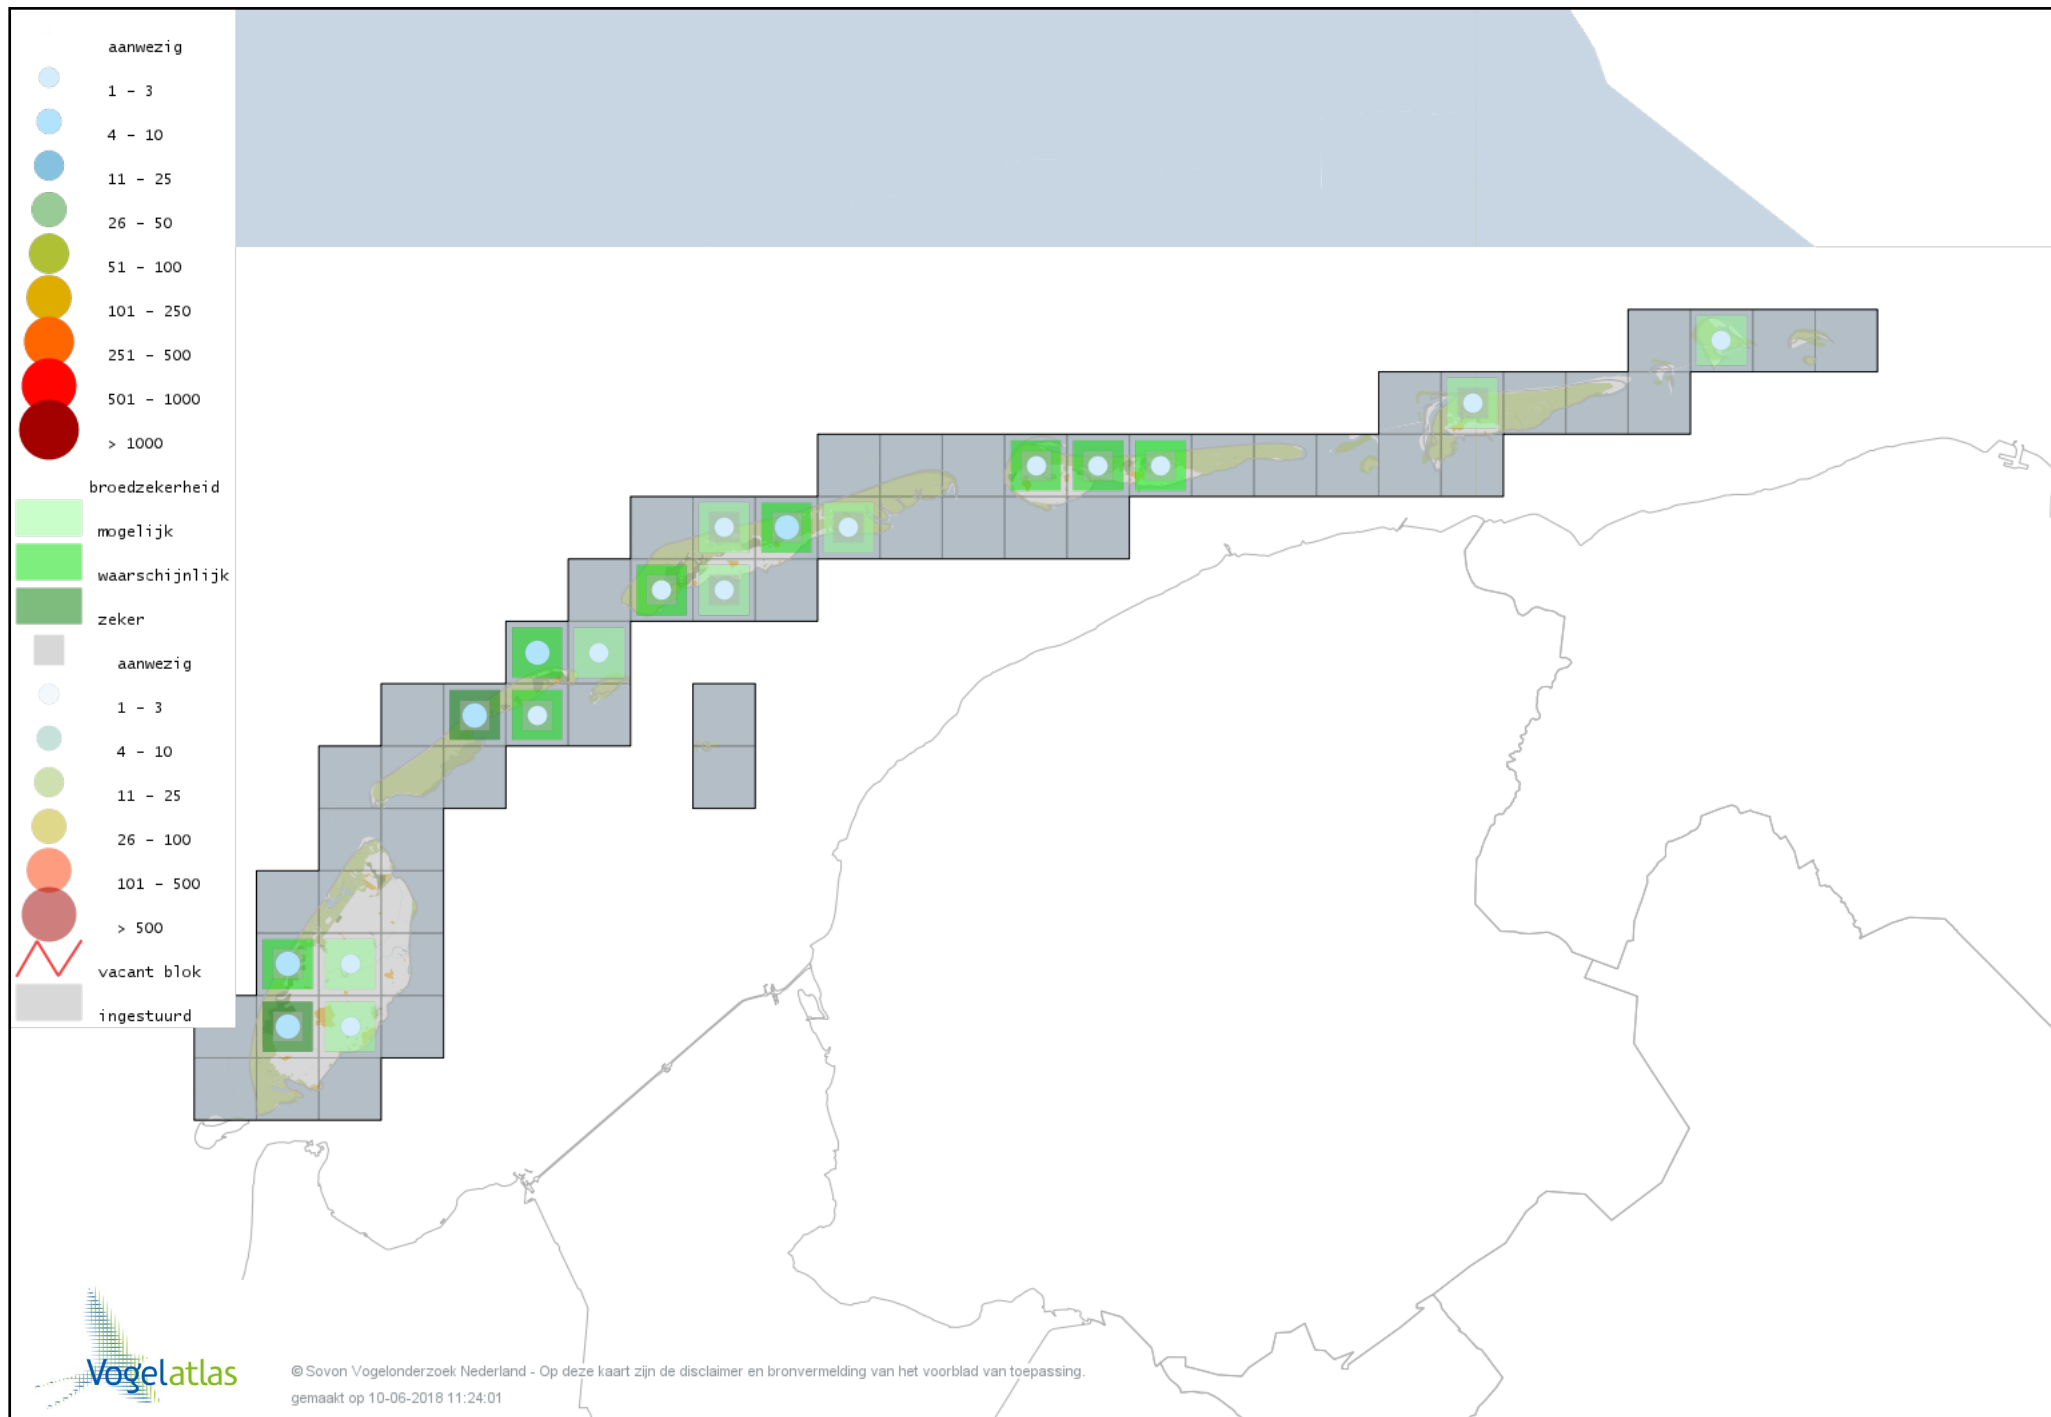 aanwezig
1 – 3
4 – 10
11 – 25
26 – 50
51 – 100
101 – 250
251 – 500
501 – 1000
> 1000
broedzekerheid
mogelijk
waarschijnlijk
zeker
aanwezig
1 – 3
4 – 10
11 – 25
26 – 100
101 – 500
> 500
vacant blok
ingestuurd
Vogelatlas
© Sovon Vogelonderzoek Nederland - Op deze kaart zijn de disclaimer en bronvermelding van het voorblad van toepassing.
gemaakt op 10-06-2018 11:24:01